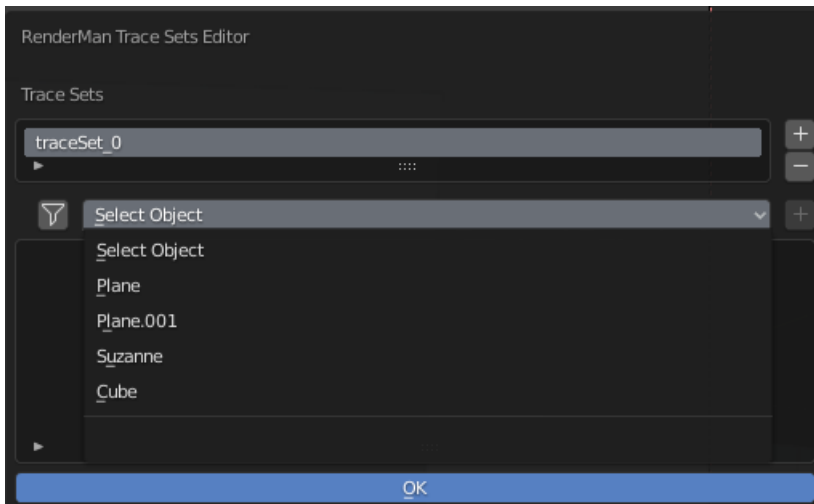 RenderMan Trace Sets Editor
Trace Sets
traceSet_0
Select Object
Select Object
Plane
Plane.001
Suzanne
Cube
OK